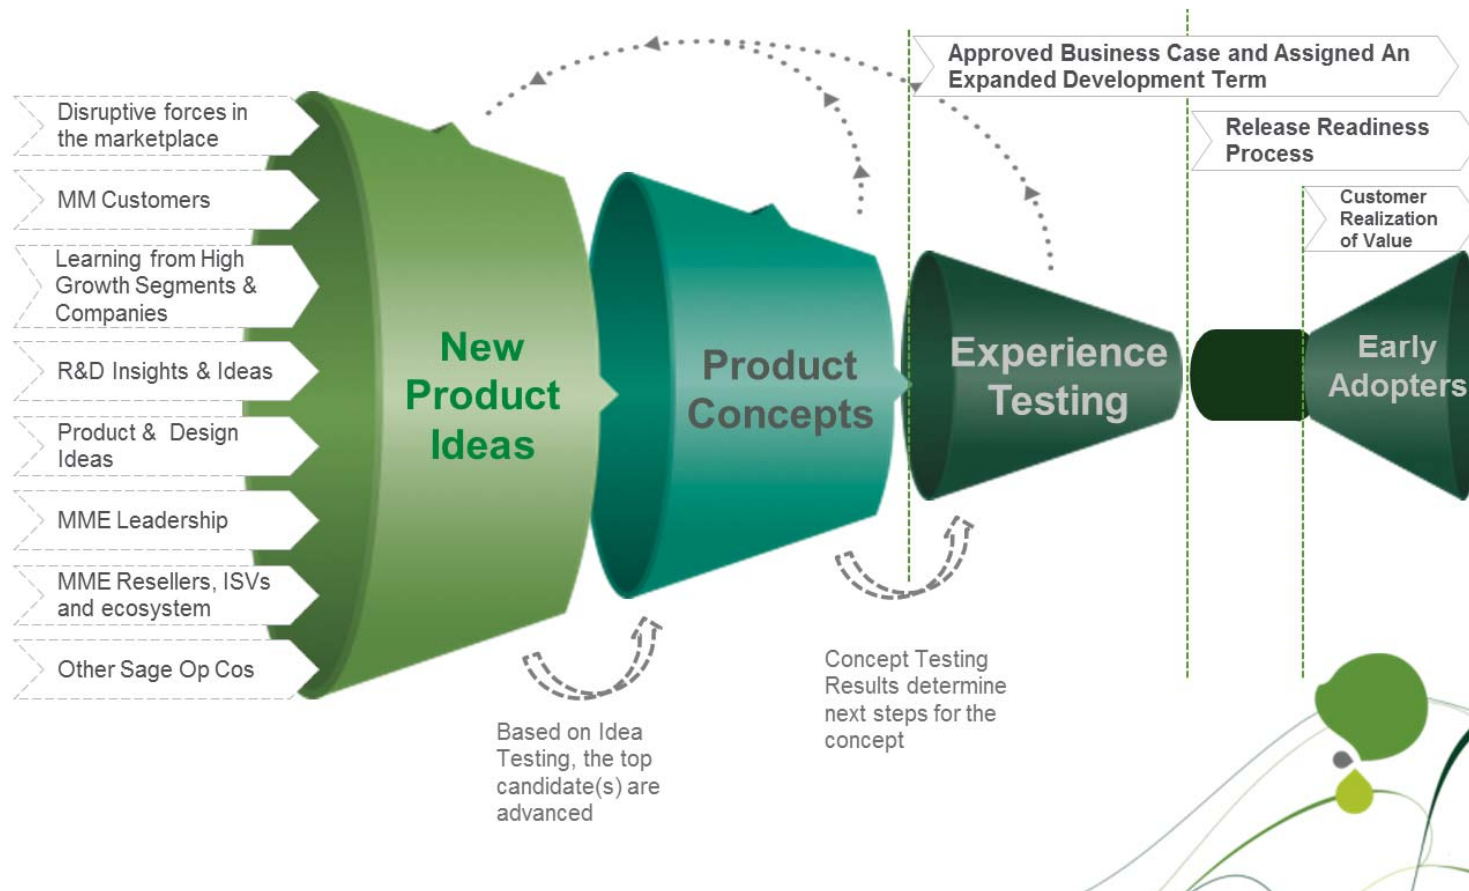 Approved Business Case and Assigned An
Expanded Development Term
Release Readiness
Process
Customer
Realization
of Value
Disruptive forces in
the marketplace
MM Customers
Learning from High
Growth Segments &
Companies
R&D Insights & Ideas
Product & Design
Ideas
MME Leadership
MME Resellers, ISVs
and ecosystem
Other Sage Op Cos
New
Product
Ideas
Product
Concepts
Experience
Testing
Early
Adopters
Based on Idea
Testing, the top
candidate(s) are
advanced
Concept Testing
Results determine
next steps for the
concept